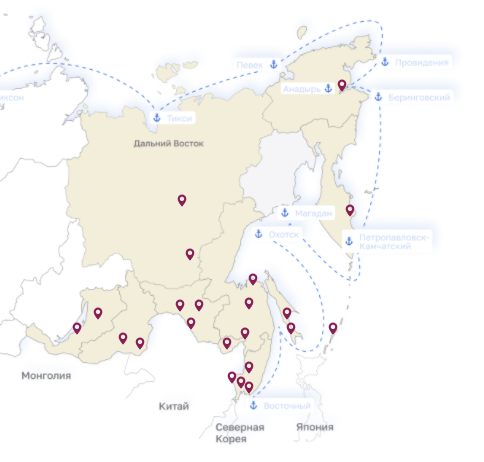 Певек
Провидения
Анадырь
Беринговский
иксон
Тикси
Дальний Восток
Магадан
Охотск
Петропавловск-
Камчатский
Монголия
Китай
Восточный
Северная
Корея
Япония